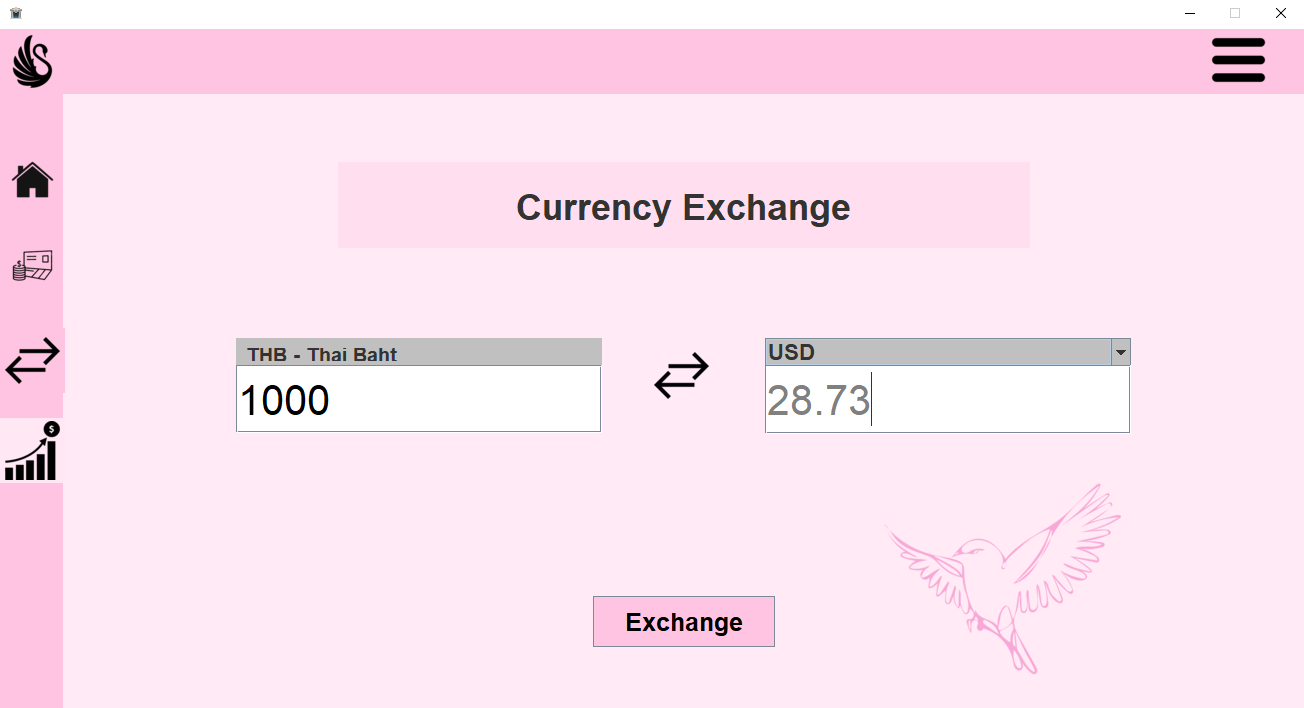 Currency Exchange
THB - Thai Baht
USD
1000
28.73
$
Exchange